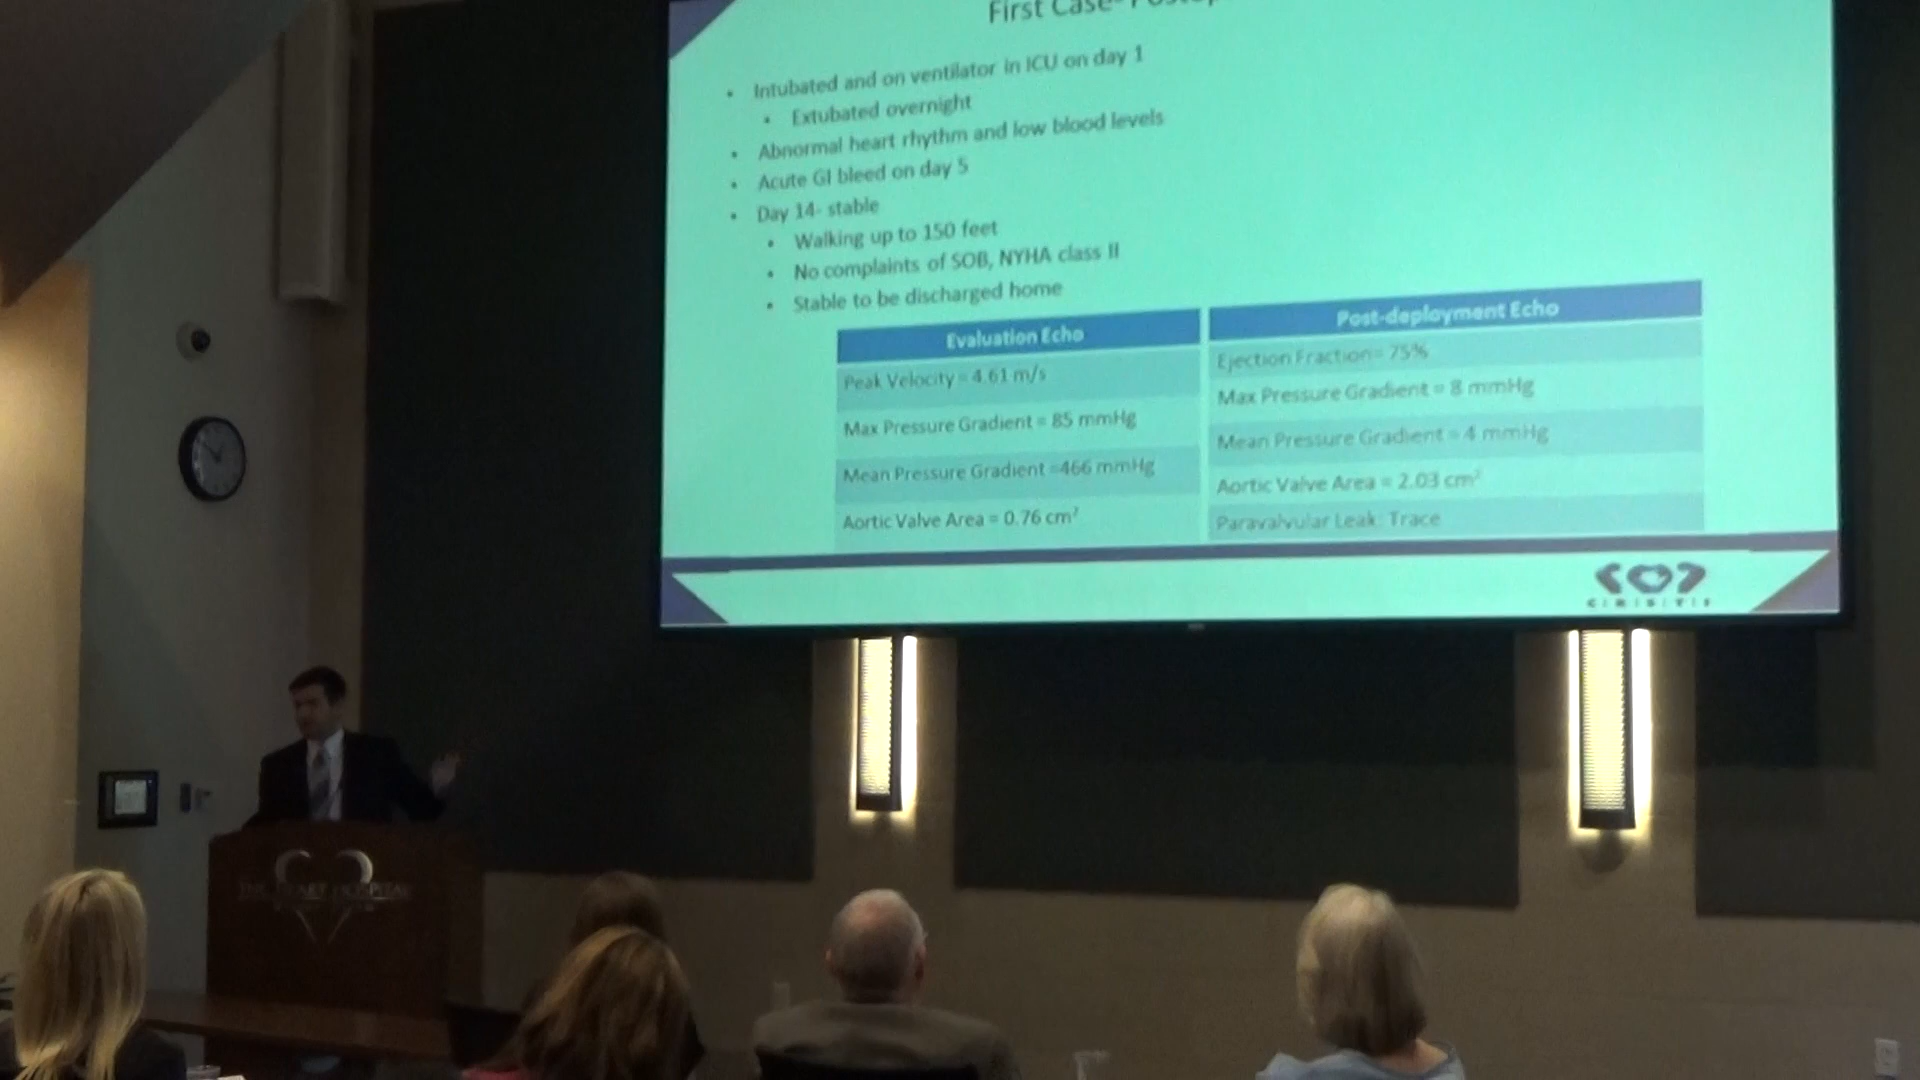 First Case-
Intubated and on ventilator in ICU on day 1
Extubated overnight
Abnormal heart rhythm and low blood levels
Acute GI bleed on day 5
Day 14- stable
Walking up to 150 feet
No complaints of SOB, NYHA class II
Stable to be discharged home
Evaluation Echo
Peak Velocity = 4.61 m/s
Max Pressure Gradient = 85 mmHg
Mean Pressure Gradient =466 mmHg
Aortic Valve Area = 0.76 cm²
Post-deployment Echo
Ejection Fraction= 75%
Max Pressure Gradient = 8 mmHg
Mean Pressure Gradient = 4 mmHg
Aortic Valve Area = 2.03 cm²
Paravalvular Leak: Trace
THE HEART HOSPITAL